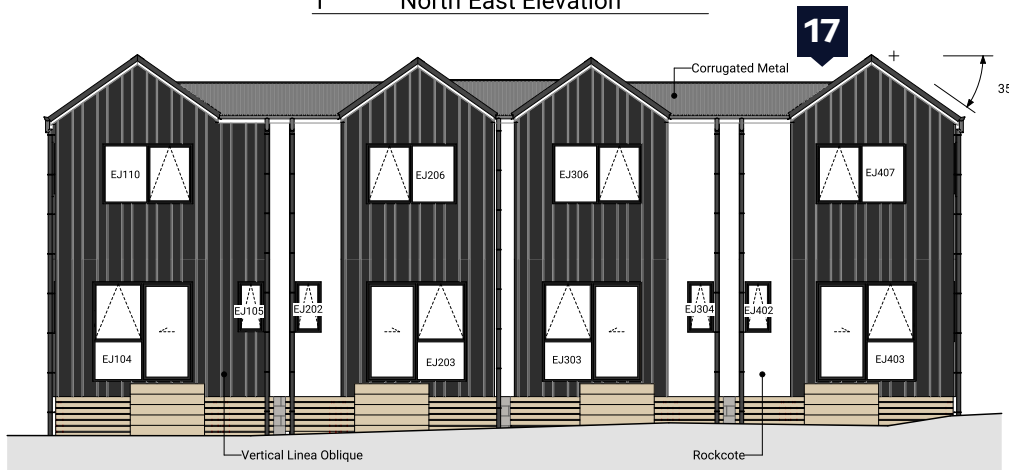 1 North East Elevation
17
Corrugated Metal
35
EJ110
EJ206
EJ306
EJ407
EJ105
EJ202
EJ304
EJ402
EJ104
EJ203
EJ303
EJ403
Vertical Linea Oblique
Rockcote